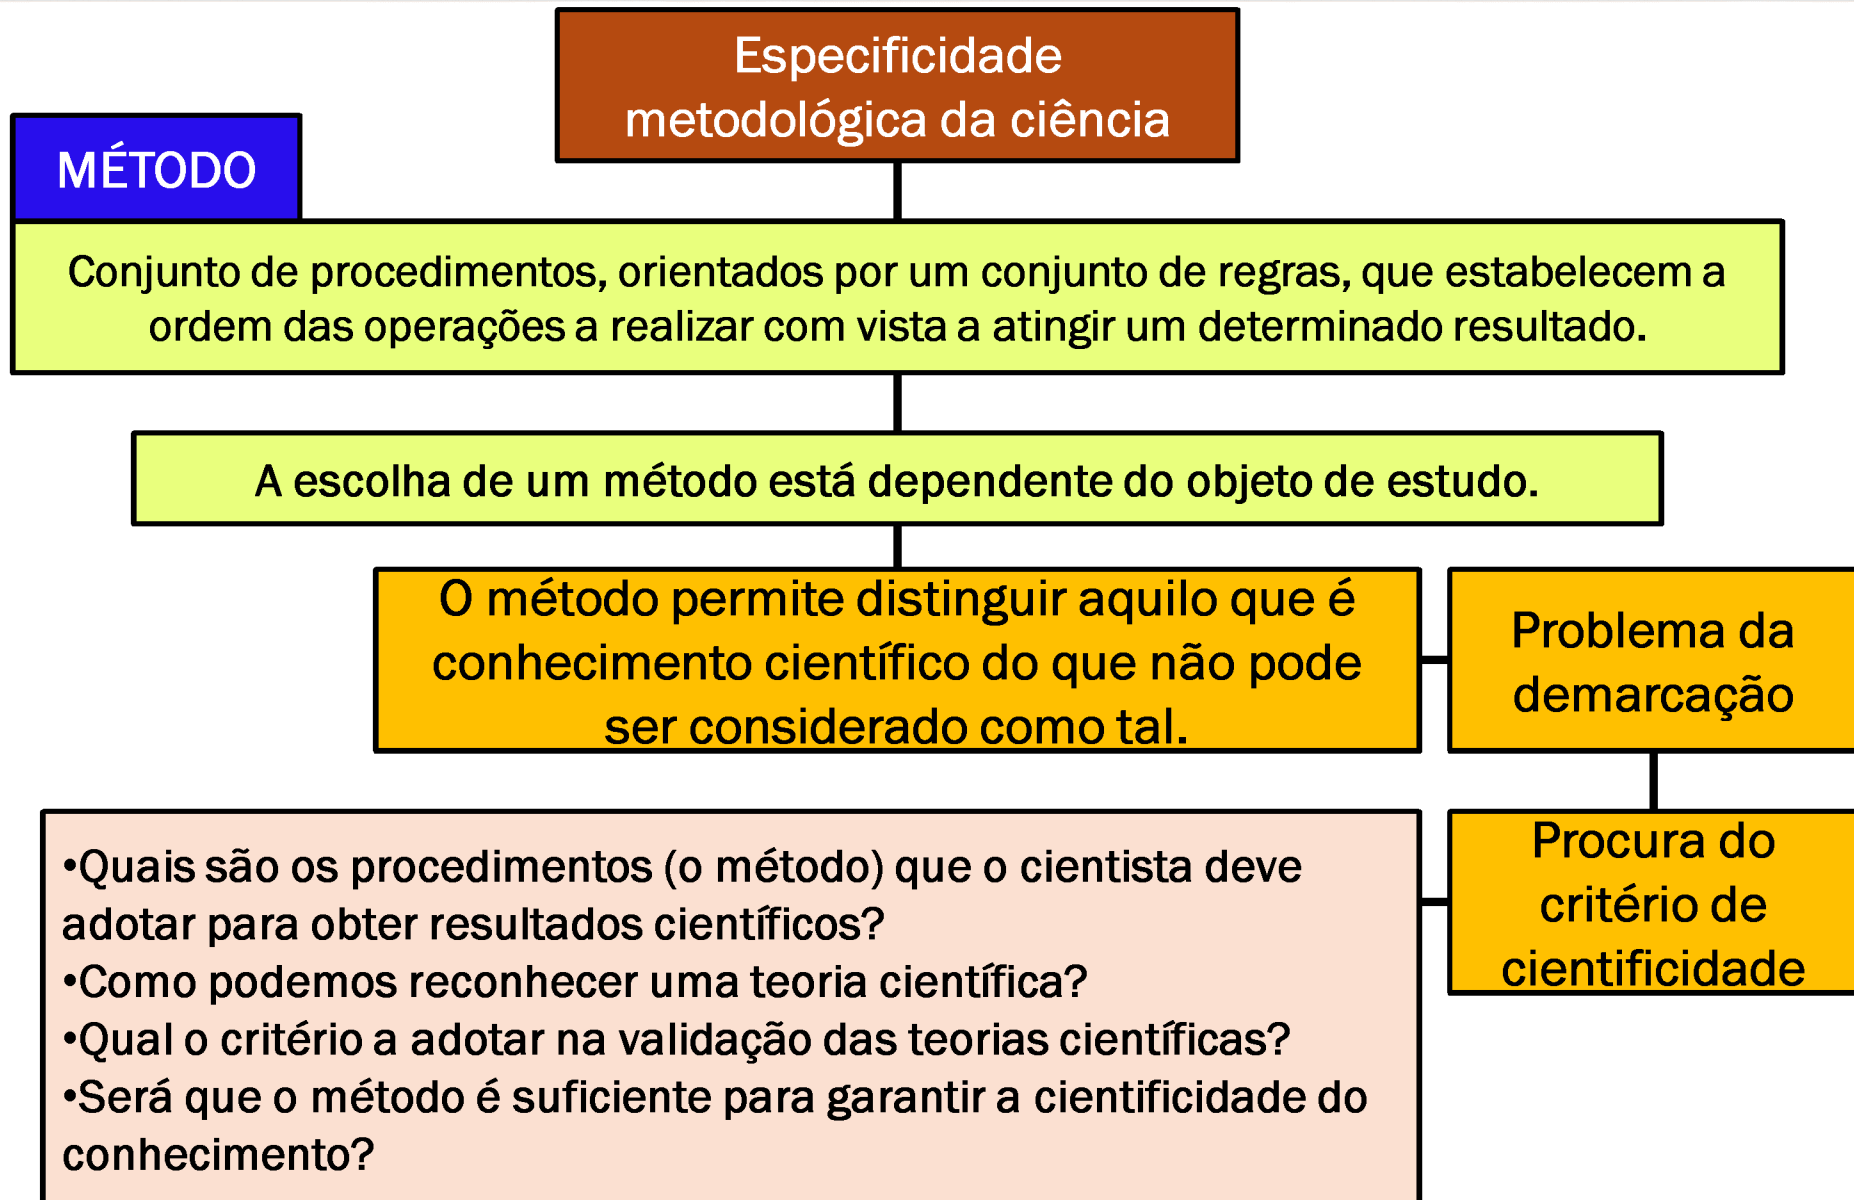 Especificidade
metodológica da ciência
MÉTODO
Conjunto de procedimentos, orientados por um conjunto de regras, que estabelecem a
ordem das operações a realizar com vista a atingir um determinado resultado.
A escolha de um método está dependente do objeto de estudo.
O método permite distinguir aquilo que é
conhecimento científico do que não pode
ser considerado como tal.
Problema da
demarcação
Procura do
critério de
cientificidade
•Quais são os procedimentos (o método) que o cientista deve
adotar para obter resultados científicos?
•Como podemos reconhecer uma teoria científica?
•Qual o critério a adotar na validação das teorias científicas?
•Será que o método é suficiente para garantir a cientificidade do
conhecimento?